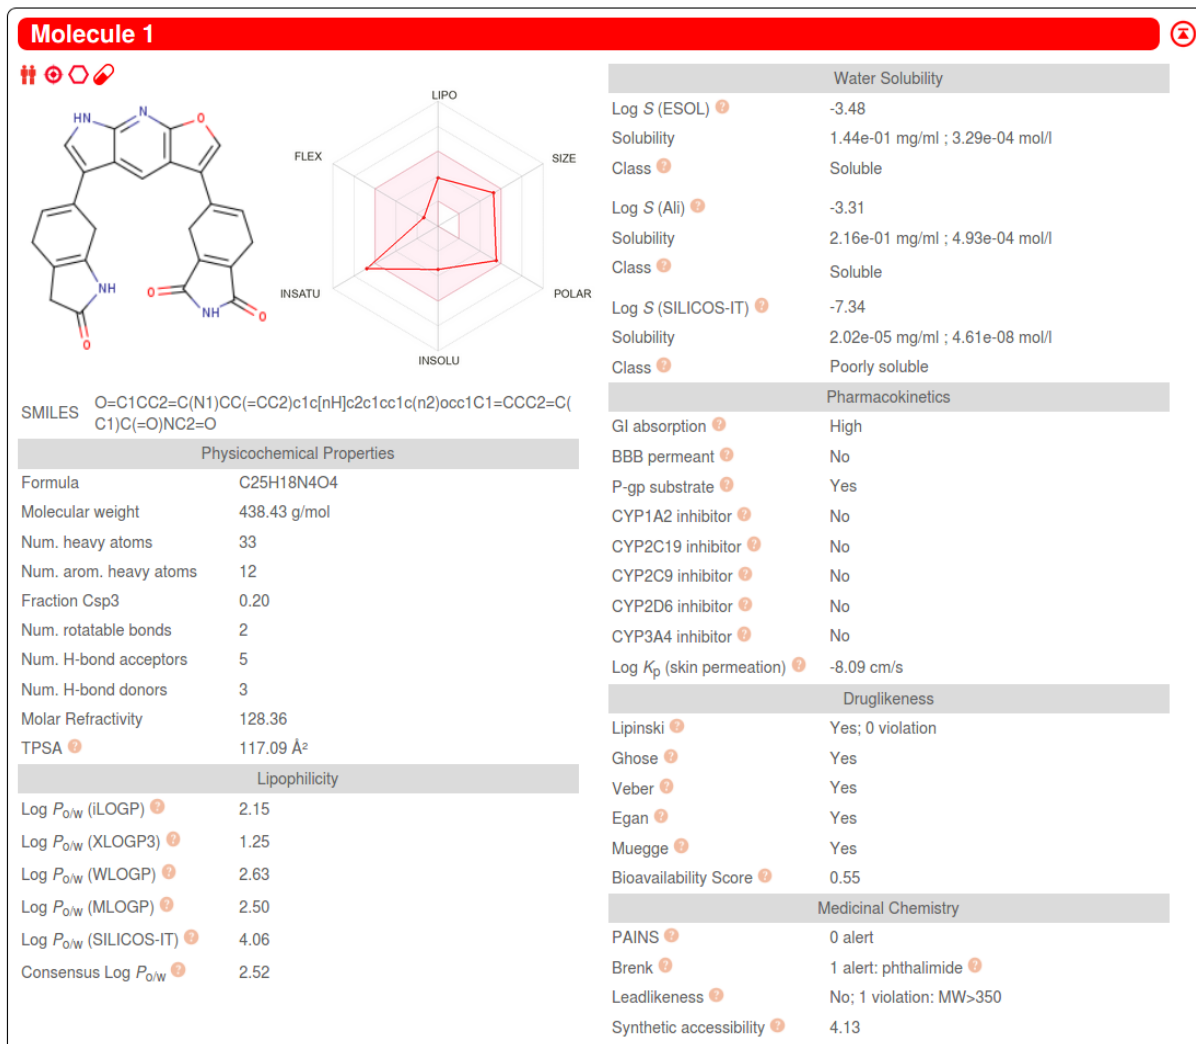 Molecule 1
HN
N
O
NH
O
O
NH
O
LIPO
FLEX
SIZE
INSATU
POLAR
INSOLU
SMILES O=C1CC2=C(N1)CC(=CC2)c1c[nH]c2c1cc1c(n2)occ1C1=CCC2=C(
C1)C(=O)NC2=O
Physicochemical Properties
Formula C25H18N4O4
Molecular weight 438.43 g/mol
Num. heavy atoms 33
Num. arom. heavy atoms 12
Fraction Csp3 0.20
Num. rotatable bonds 2
Num. H-bond acceptors 5
Num. H-bond donors 3
Molar Refractivity 128.36
TPSA ? 117.09 Å²
Lipophilicity
Log Po/w (iLOGP) ? 2.15
Log Po/w (XLOGP3) ? 1.25
Log Po/w (WLOGP) ? 2.63
Log Po/w (MLOGP) ? 2.50
Log Po/w (SILICOS-IT) ? 4.06
Consensus Log Po/w ? 2.52
Water Solubility
Log S (ESOL) ? -3.48
Solubility 1.44e-01 mg/ml ; 3.29e-04 mol/l
Class ? Soluble
Log S (Ali) ? -3.31
Solubility 2.16e-01 mg/ml ; 4.93e-04 mol/l
Class ? Soluble
Log S (SILICOS-IT) ? -7.34
Solubility 2.02e-05 mg/ml ; 4.61e-08 mol/l
Class ? Poorly soluble
Pharmacokinetics
GI absorption ? High
BBB permeant ? No
P-gp substrate ? Yes
CYP1A2 inhibitor ? No
CYP2C19 inhibitor ? No
CYP2C9 inhibitor ? No
CYP2D6 inhibitor ? No
CYP3A4 inhibitor ? No
Log Kp (skin permeation) ? -8.09 cm/s
Druglikeness
Lipinski ? Yes; 0 violation
Ghose ? Yes
Veber ? Yes
Egan ? Yes
Muegge ? Yes
Bioavailability Score ? 0.55
Medicinal Chemistry
PAINS ? 0 alert
Brenk ? 1 alert: phthalimide ?
Leadlikeness ? No; 1 violation: MW>350
Synthetic accessibility ? 4.13